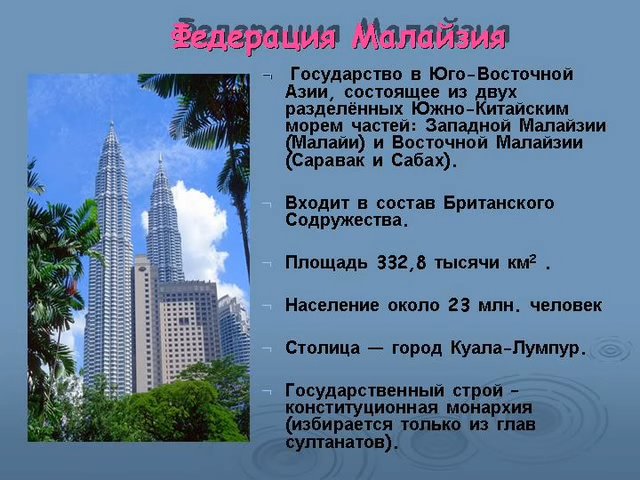 Федерация Малайзия
Государство в Юго-Восточной
Азии, состоящее из двух
разделённых Южно-Китайским
морем частей: Западной Малайзии
(Малайи) и Восточной Малайзии
(Саравак и Сабах).
Входит в состав Британского
Содружества.
Площадь 332,8 тысячи км² .
Население около 23 млн. человек
Столица — город Куала-Лумпур.
Государственный строй -
конституционная монархия
(избирается только из глав
султанатов).